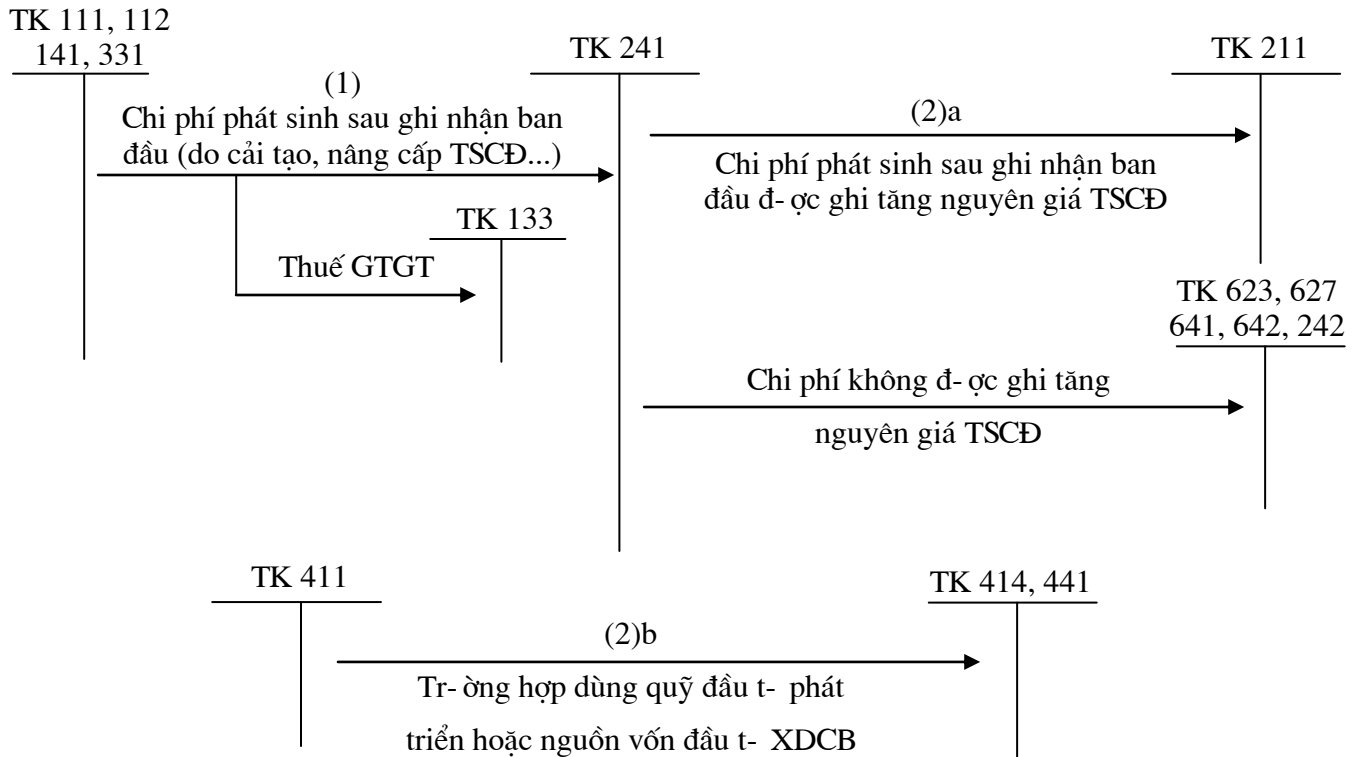 TK 111, 112
141, 331
TK 241
TK 211
(1)
Chi phí phát sinh sau ghi nhận ban
đầu (do cải tạo, nâng cấp TSCĐ...)
(2)a
Chi phí phát sinh sau ghi nhận ban
đầu đ- ợc ghi tăng nguyên giá TSCĐ
TK 133
Thuế GTGT
TK 623, 627
641, 642, 242
Chi phí không đ- ợc ghi tăng
nguyên giá TSCĐ
TK 411
TK 414, 441
(2)b
Tr- ờng hợp dùng quỹ đầu t- phát
triển hoặc nguồn vốn đầu t- XDCB